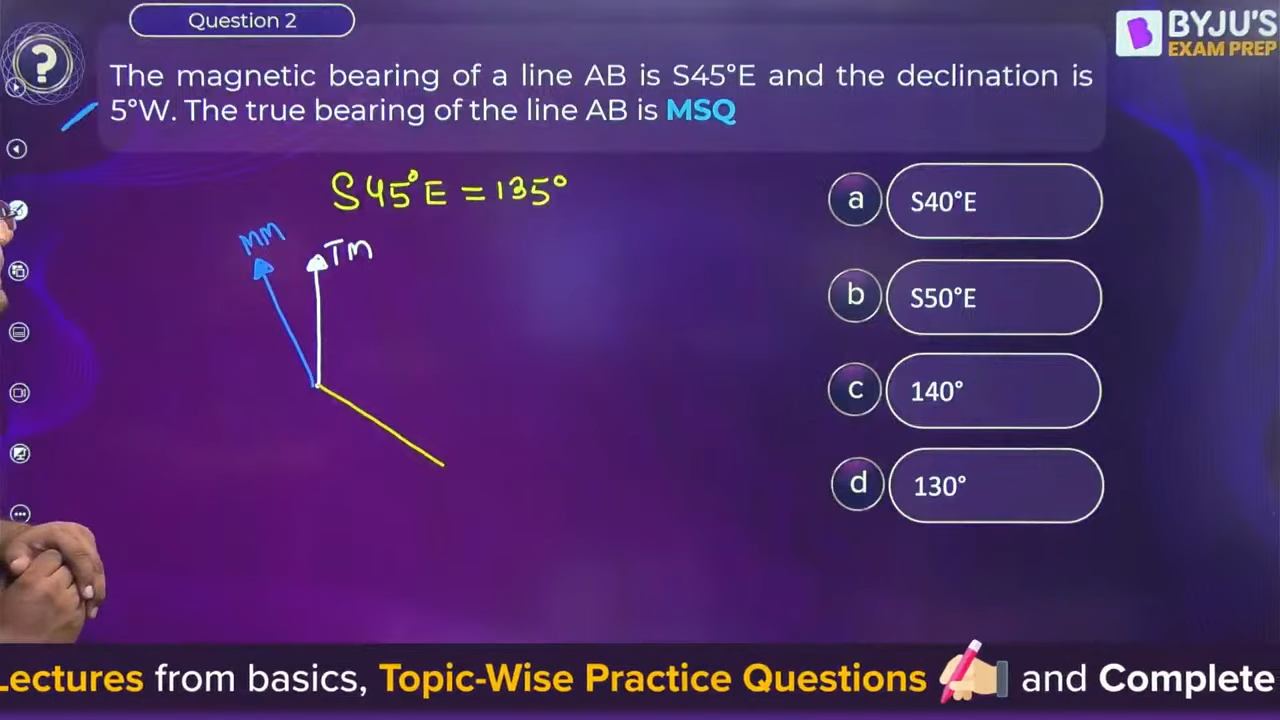 Question 2
BYJU'S
EXAM PREP
?
The magnetic bearing of a line AB is S45°E and the declination is
5°W. The true bearing of the line AB is MSQ
S45°E = 135°
MM
TM
a S40°E
b S50°E
c 140°
d 130°
Lectures from basics, Topic-Wise Practice Questions and Complete